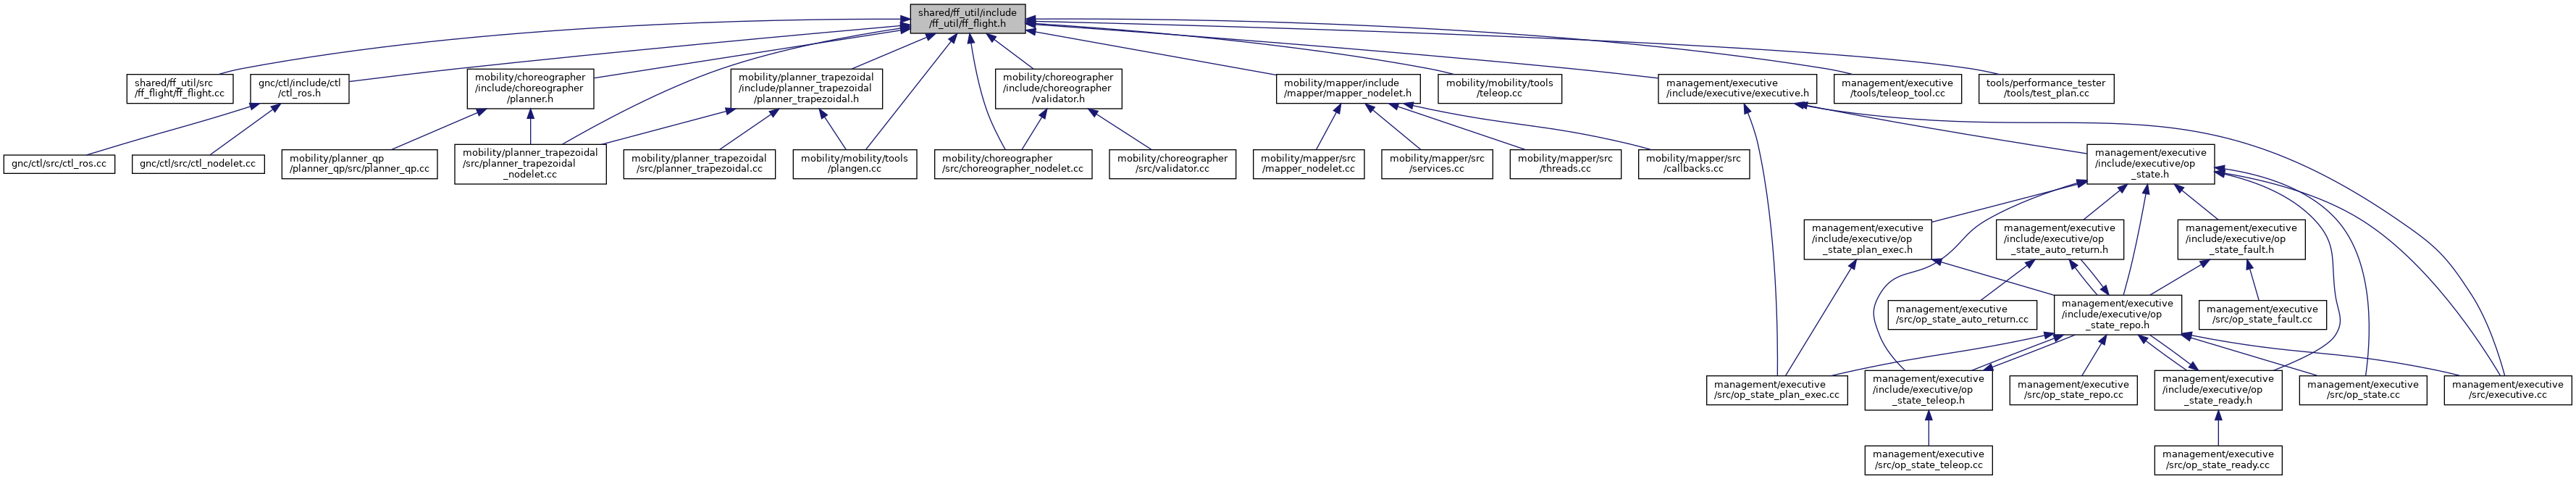 shared/ff_util/include
/ff_util/ff_flight.h
shared/ff_util/src
/ff_flight/ff_flight.cc
gnc/ctl/include/ctl
/ctl_ros.h
mobility/choreographer
/include/choreographer
/planner.h
mobility/planner_trapezoidal
/include/planner_trapezoidal
/planner_trapezoidal.h
mobility/choreographer
/include/choreographer
/validator.h
mobility/mapper/include
/mapper/mapper_nodelet.h
mobility/mobility/tools
/teleop.cc
management/executive
/include/executive/executive.h
management/executive
/tools/teleop_tool.cc
tools/performance_tester
/tools/test_plan.cc
gnc/ctl/src/ctl_ros.cc
gnc/ctl/src/ctl_nodelet.cc
mobility/planner_qp
/planner_qp/src/planner_qp.cc
mobility/planner_trapezoidal
/src/planner_trapezoidal
_nodelet.cc
mobility/planner_trapezoidal
/src/planner_trapezoidal.cc
mobility/mobility/tools
/plangen.cc
mobility/choreographer
/src/choreographer_nodelet.cc
mobility/choreographer
/src/validator.cc
mobility/mapper/src
/mapper_nodelet.cc
mobility/mapper/src
/services.cc
mobility/mapper/src
/threads.cc
mobility/mapper/src
/callbacks.cc
management/executive
/include/executive/op
_state.h
management/executive
/include/executive/op
_state_plan_exec.h
management/executive
/include/executive/op
_state_auto_return.h
management/executive
/include/executive/op
_state_fault.h
management/executive
/src/op_state_auto_return.cc
management/executive
/include/executive/op
_state_repo.h
management/executive
/src/op_state_fault.cc
management/executive
/src/op_state_plan_exec.cc
management/executive
/include/executive/op
_state_teleop.h
management/executive
/src/op_state_repo.cc
management/executive
/include/executive/op
_state_ready.h
management/executive
/src/op_state.cc
management/executive
/src/executive.cc
management/executive
/src/op_state_teleop.cc
management/executive
/src/op_state_ready.cc